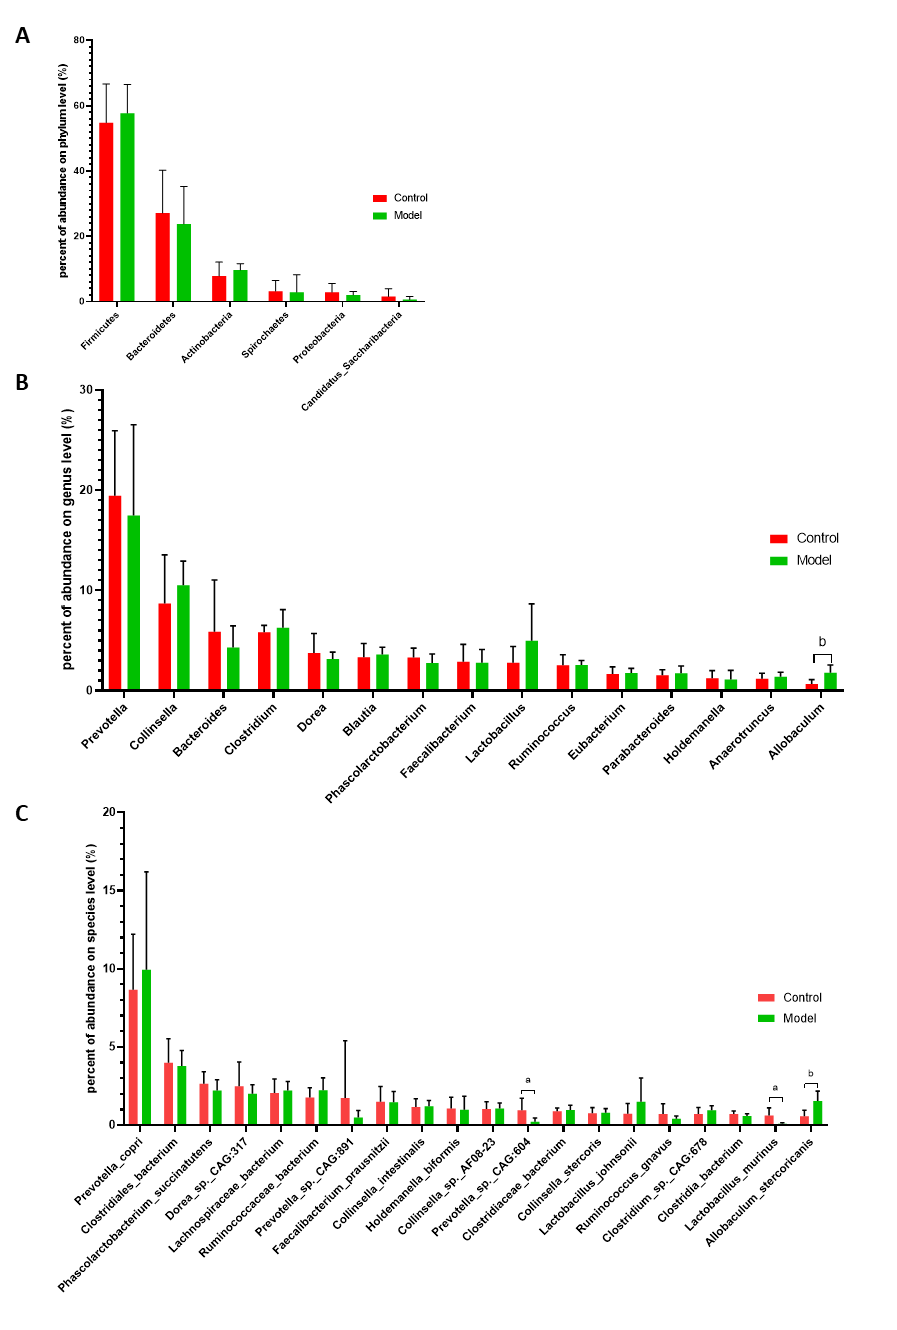 A
percent of abundance on phylum level (%)
80
60
40
20
0
Control
Model
Firmicutes
Bacteroidetes
Actinobacteria
Spirochaetes
Proteobacteria
Candidatus_Saccharibacteria
B
percent of abundance on genus level (%)
30
20
10
0
Control
Model
b
Prevotella
Collinsella
Bacteroides
Clostridium
Dorea
Blautia
Phascolarctobacterium
Faecalibacterium
Lactobacillus
Ruminococcus
Eubacterium
Parabacteroides
Holdemanella
Anaerotruncus
Allobaculum
C
percent of abundance on species level (%)
20
15
10
5
0
Control
Model
a
a
b
Prevotella_copri
Clostridiales_bacterium
Phascolarctobacterium_succinatutens
Dorea_sp._CAG:317
Lachnospiraceae_bacterium
Ruminococcaceae_bacterium
Prevotella_sp._CAG:891
Faecalibacterium_prausnitzii
Collinsella_intestinalis
Holdemanella_biformis
Collinsella_sp._AF08-23
Prevotella_sp._CAG:604
Clostridiaceae_bacterium
Collinsella_stercoris
Lactobacillus_johnsonii
Ruminococcus_gnavus
Clostridium_sp._CAG:678
Clostridia_bacterium
Lactobacillus_murinus
Allobaculum_stercoricanis